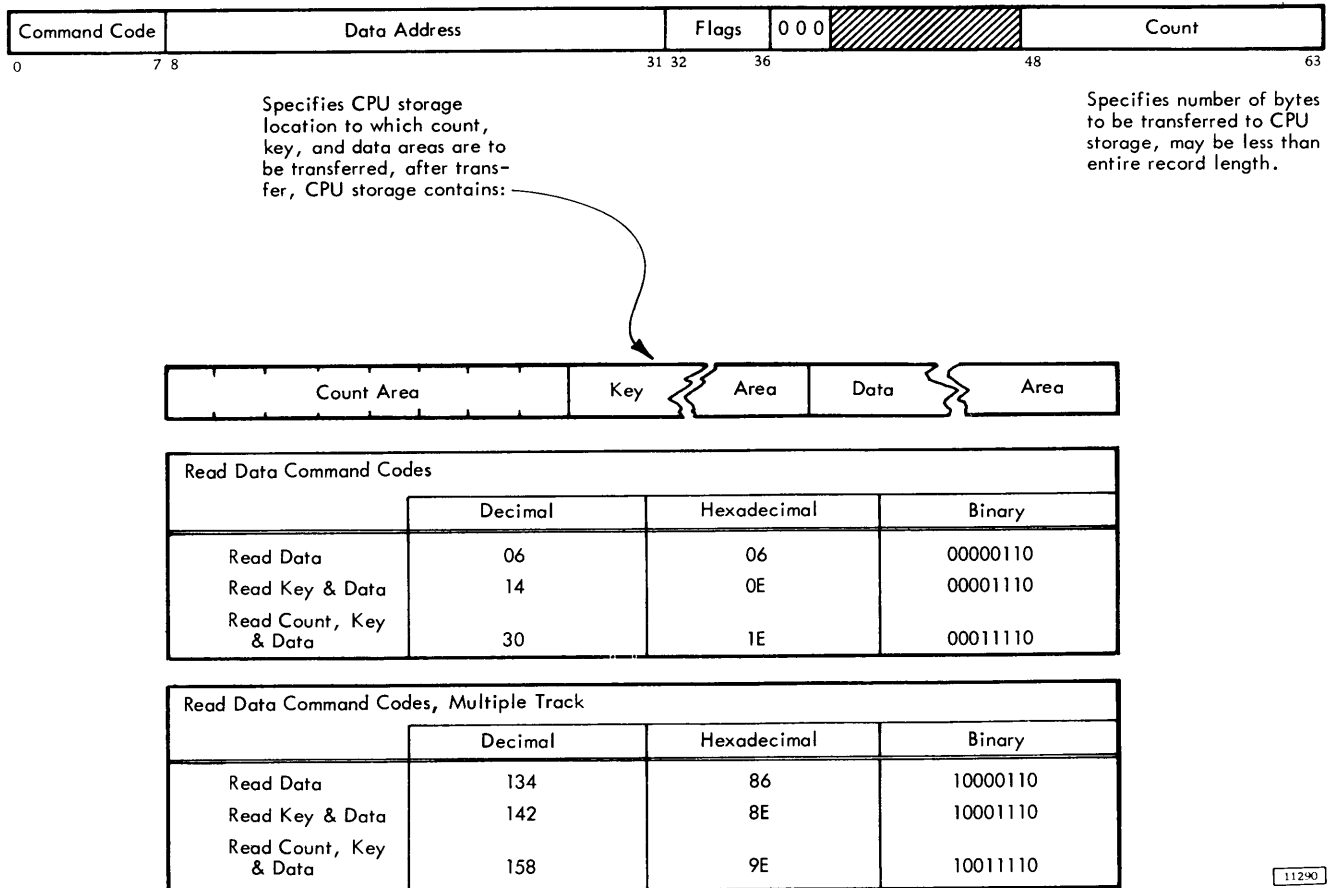 Command Code Data Address Flags 0 0 0 Count
0 7 8 31 32 36 48 63
Specifies CPU storage
location to which count,
key, and data areas are to
be transferred, after trans-
fer, CPU storage contains:
Specifies number of bytes
to be transferred to CPU
storage, may be less than
entire record length.
Count Area Key Area Data Area
Read Data Command Codes
Decimal Hexadecimal Binary
Read Data 06 06 00000110
Read Key & Data 14 0E 00001110
Read Count, Key
& Data 30 1E 00011110
Read Data Command Codes, Multiple Track
Decimal Hexadecimal Binary
Read Data 134 86 10000110
Read Key & Data 142 8E 10001110
Read Count, Key
& Data 158 9E 10011110
11290